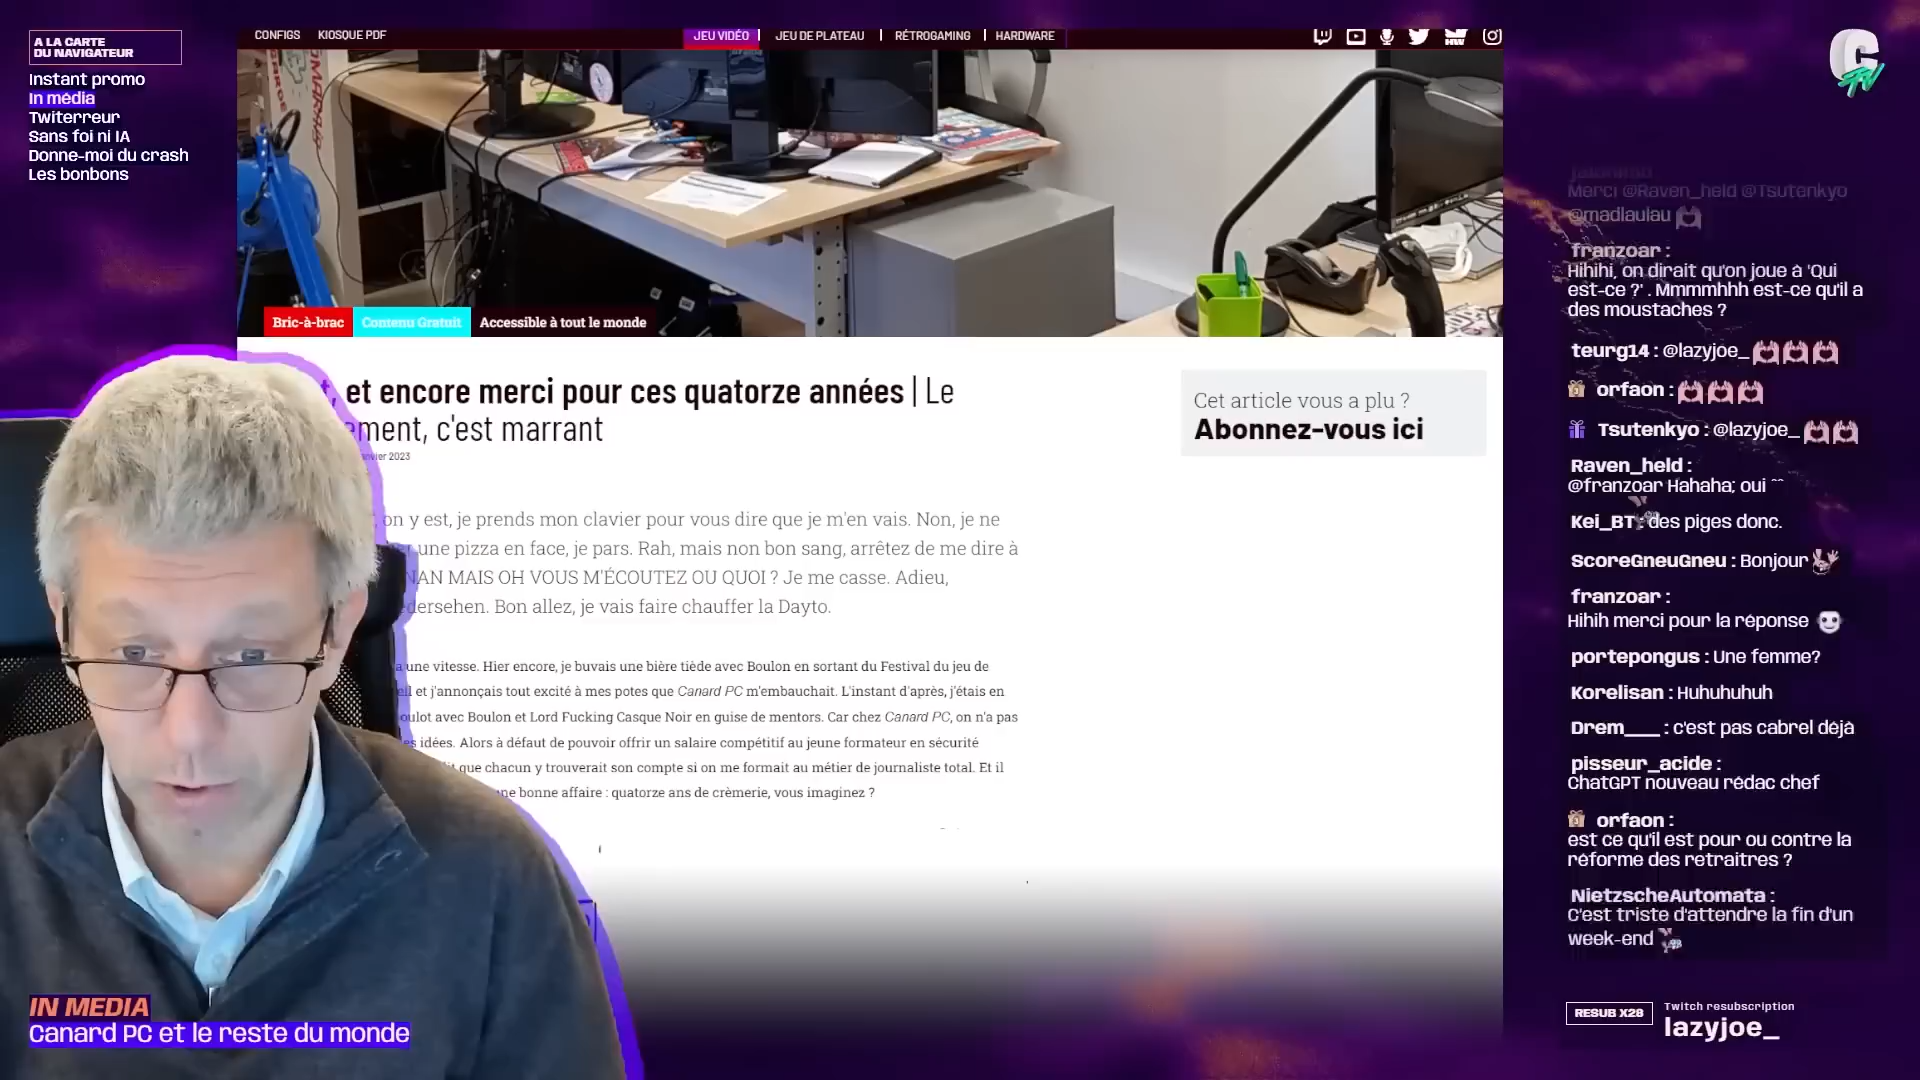 A LA CARTE
DU NAVIGATEUR
Instant promo
In média
Twiterreur
Sans foi ni IA
Donne-moi du crash
Les bonbons
CONFIGS KIOSQUE PDF
JEU VIDÉO JEU DE PLATEAU RÉTROGAMING HARDWARE
Bric-à-brac Contenu Gratuit Accessible à tout le monde
, et encore merci pour ces quatorze années | Le
ement, c'est marrant
anvier 2023
Cet article vous a plu ?
Abonnez-vous ici
, on y est, je prends mon clavier pour vous dire que je m'en vais. Non, je ne
er une pizza en face, je pars. Rah, mais non bon sang, arrêtez de me dire à
NAN MAIS OH VOUS M'ÉCOUTEZ OU QUOI ? Je me casse. Adieu,
edersehen. Bon allez, je vais faire chauffer la Dayto.
a une vitesse. Hier encore, je buvais une bière tiède avec Boulon en sortant du Festival du jeu de
eil et j'annonçais tout excité à mes potes que Canard PC m'embauchait. L'instant d'après, j'étais en
oulot avec Boulon et Lord Fucking Casque Noir en guise de mentors. Car chez Canard PC, on n'a pas
es idées. Alors à défaut de pouvoir offrir un salaire compétitif au jeune formateur en sécurité
it que chacun y trouverait son compte si on me formait au métier de journaliste total. Et il
ne bonne affaire : quatorze ans de crèmerie, vous imaginez ?
Merci @Raven_held @Tsutenkyo
@madlaulau
franzoar :
Hihihi, on dirait qu'on joue à 'Qui
est-ce ?' . Mmmmhhh est-ce qu'il a
des moustaches ?
teurg14 : @lazyjoe_
orfaon :
Tsutenkyo : @lazyjoe_
Raven_held :
@franzoar Hahaha; oui ^^
Kei_BT : des piges donc.
ScoreGneuGneu : Bonjour
franzoar :
Hihih merci pour la réponse
portepongus : Une femme?
Korelisan : Huhuhuhuh
Drem___ : c'est pas cabrel déjà
pisseur_acide :
ChatGPT nouveau rédac chef
orfaon :
est ce qu'il est pour ou contre la
réforme des retraitres ?
NietzscheAutomata :
C'est triste d'attendre la fin d'un
week-end
IN MEDIA
Canard PC et le reste du monde
RESUB X28
Twitch resubscription
lazyjoe_